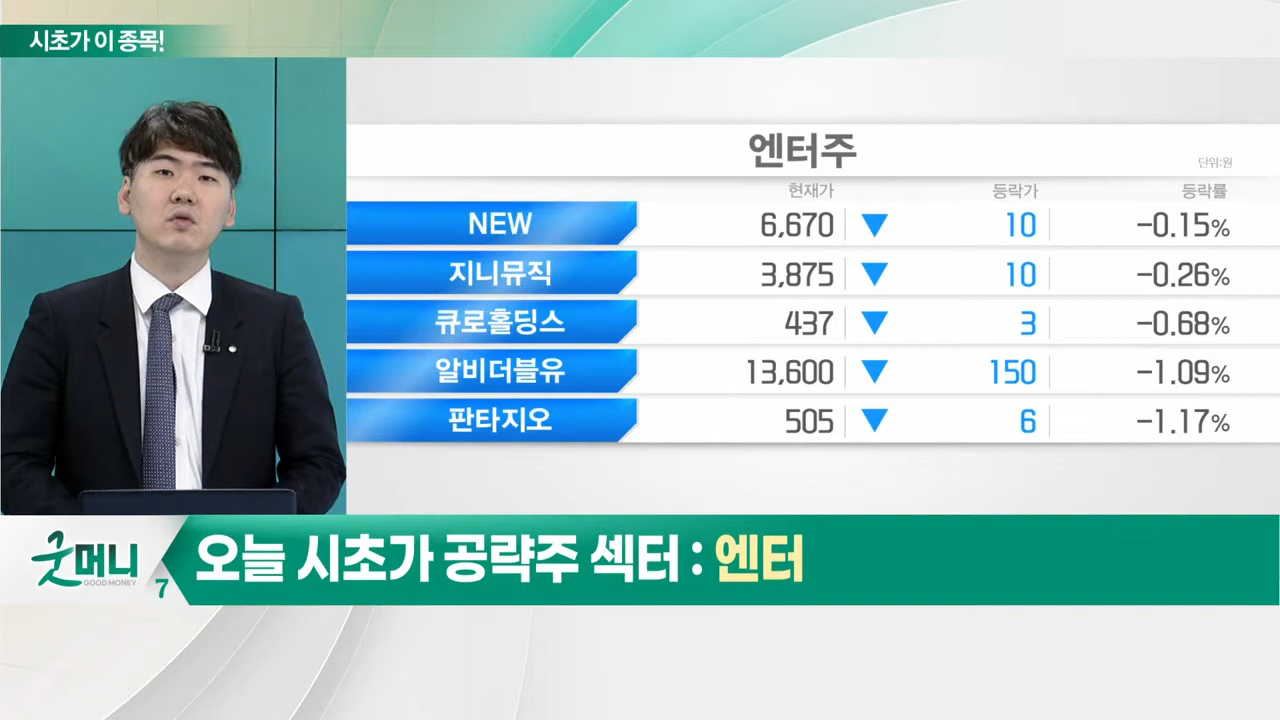 시초가 이 종목!
엔터주
단위:원
현재가 등락가 등락률
NEW 6,670 ▼ 10 -0.15%
지니뮤직 3,875 ▼ 10 -0.26%
큐로홀딩스 437 ▼ 3 -0.68%
알비더블유 13,600 ▼ 150 -1.09%
판타지오 505 ▼ 6 -1.17%
굿머니
GOOD MONEY
7
오늘 시초가 공략주 섹터 : 엔터